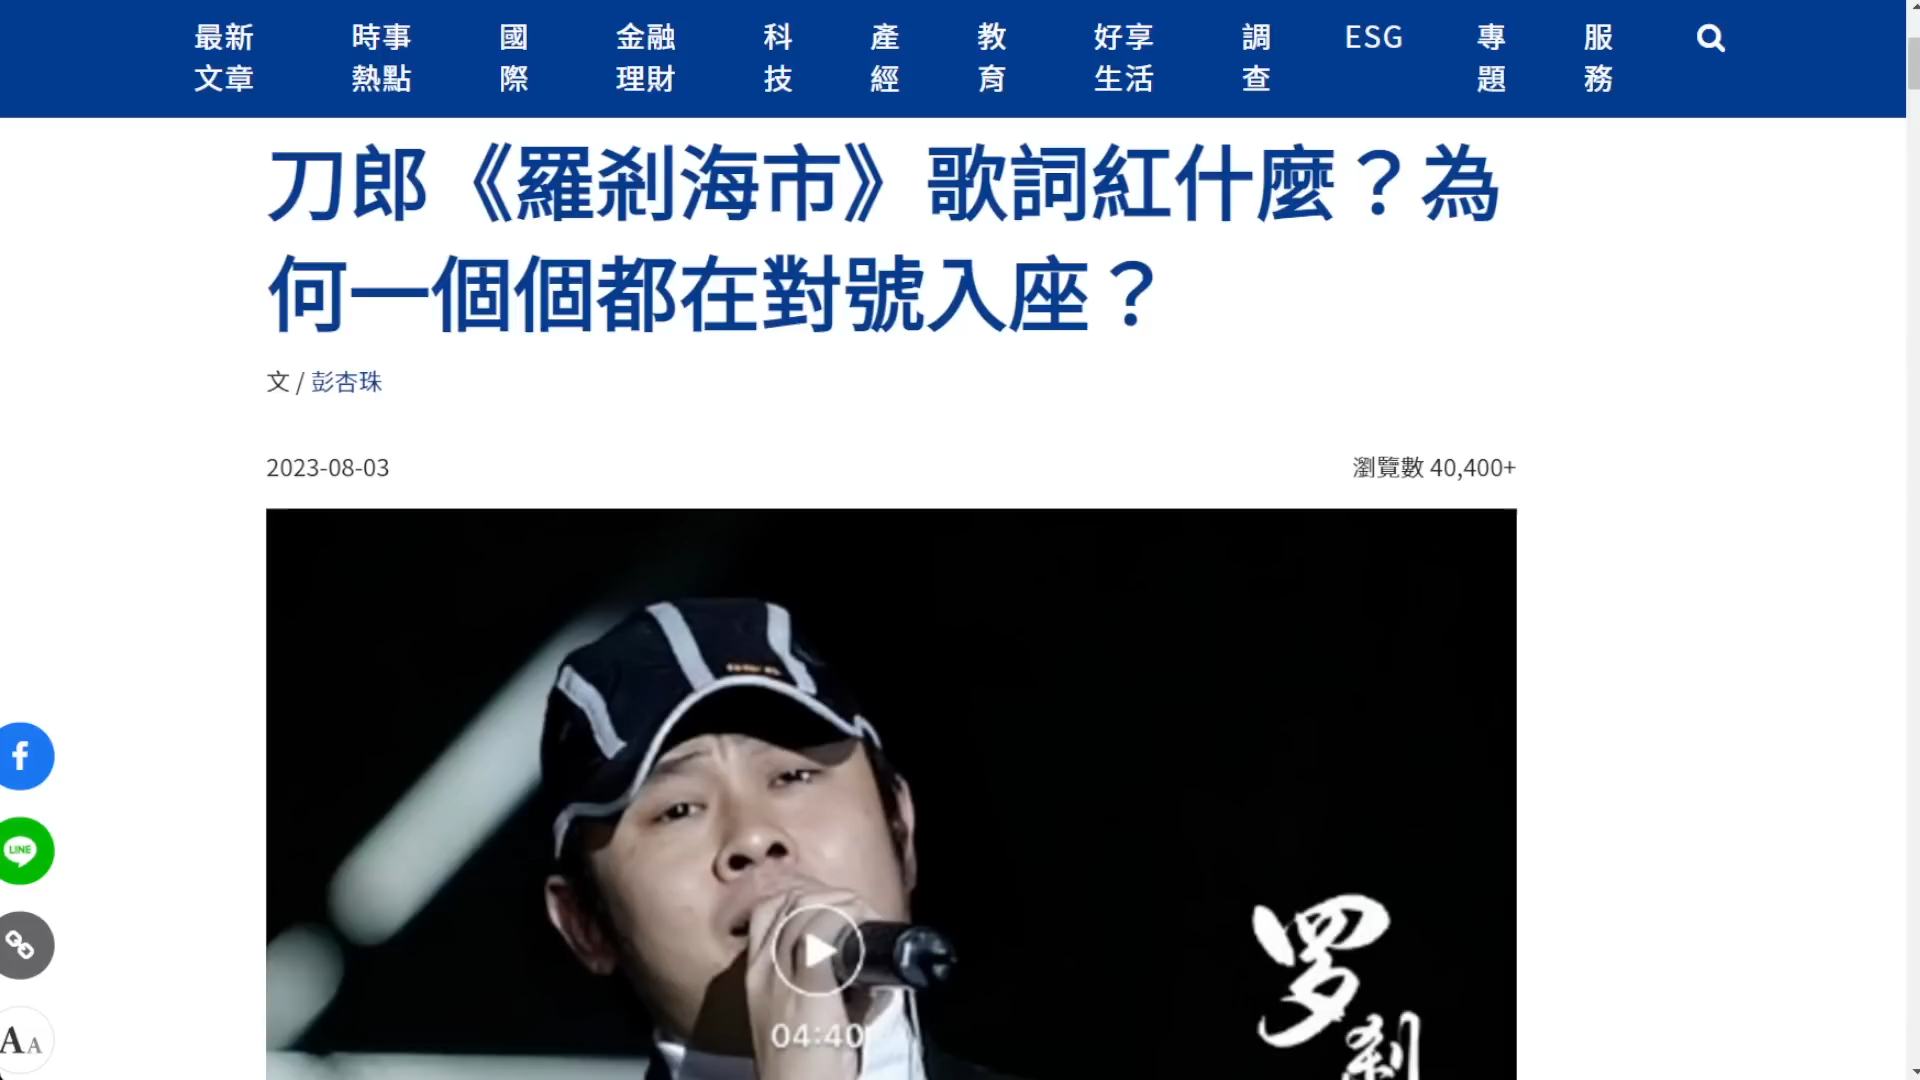 最新 時事 國 金融 科 產 教 好享 調 ESG 專 服
文章 熱點 際 理財 技 經 育 生活 查 題 務
刀郎《羅剎海市》歌詞紅什麼？為
何一個個都在對號入座？
文 / 彭杏珠
2023-08-03 瀏覽數 40,400+
罗
刹
LINE
04:40
AA